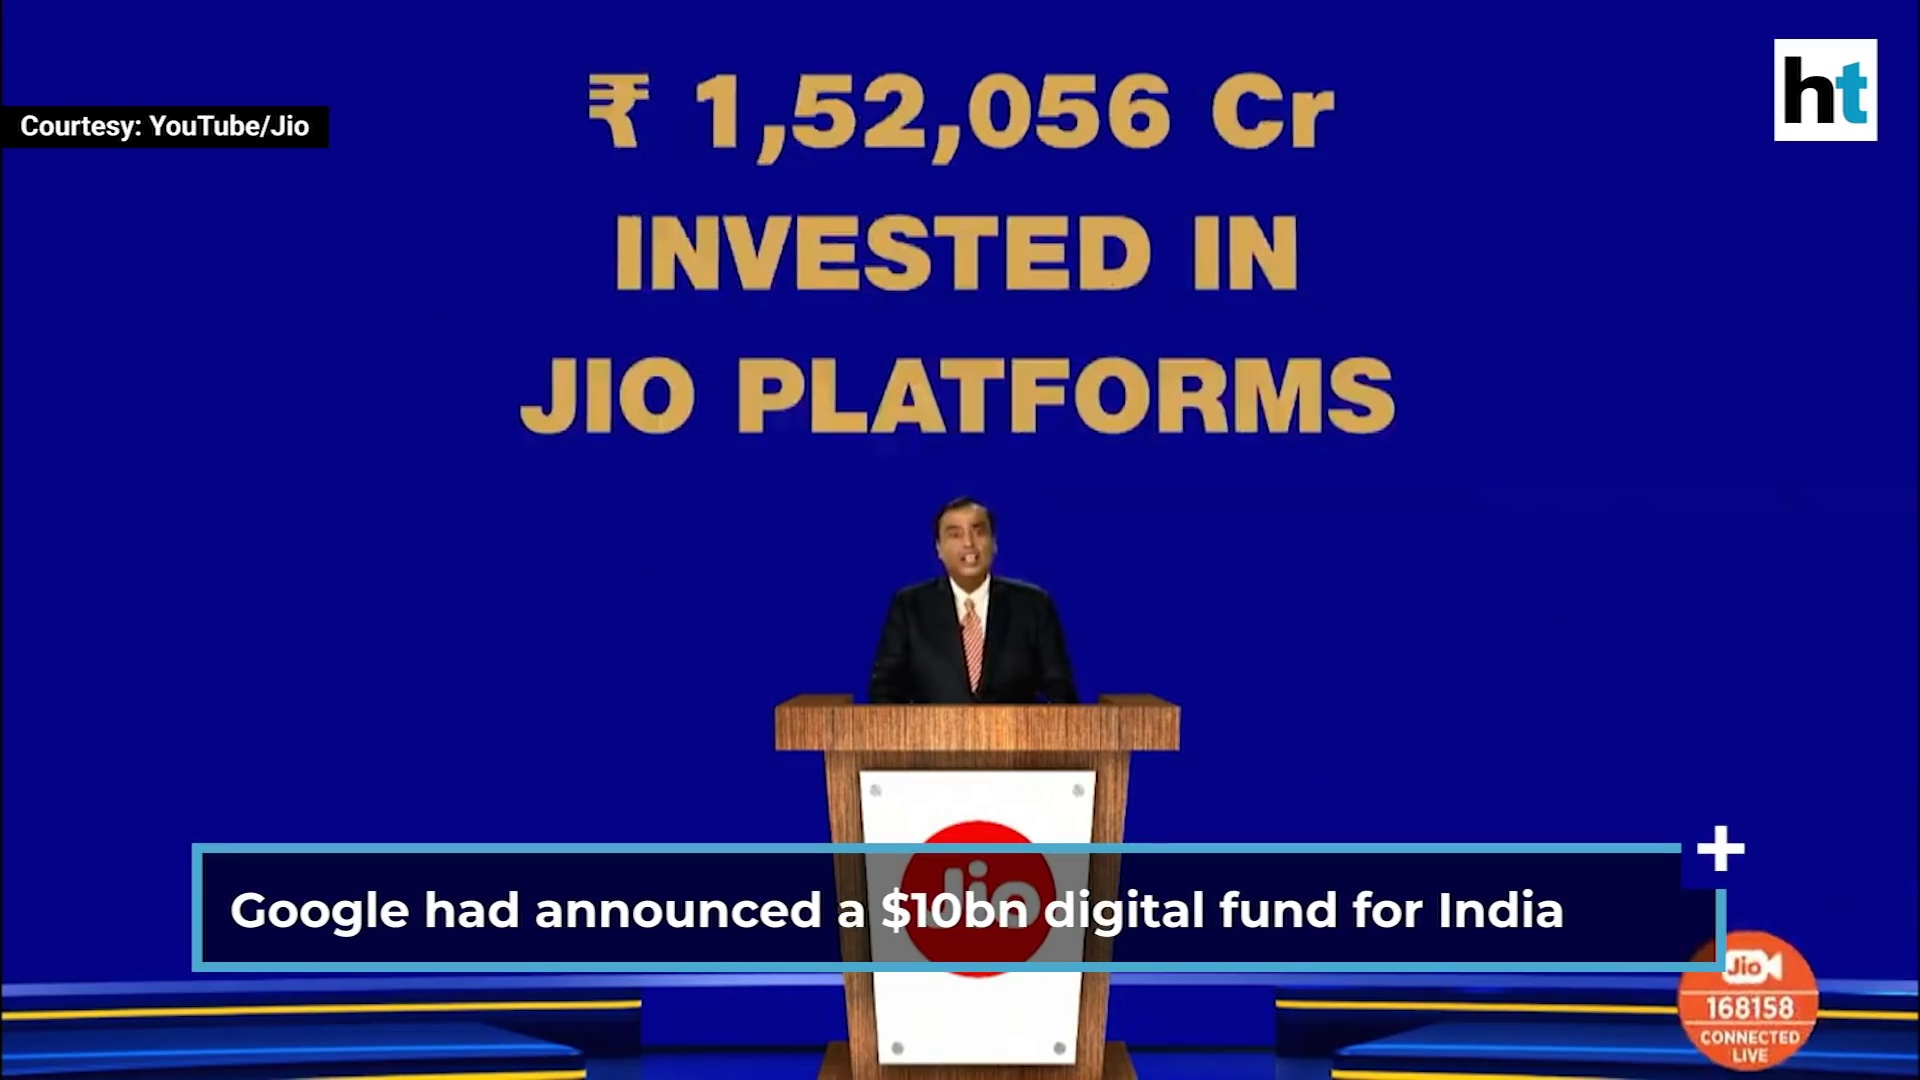 ₹ 1,52,056 Cr
INVESTED IN
JIO PLATFORMS
Courtesy: YouTube/Jio
ht
Jio
Google had announced a $10bn digital fund for India
Jio
168158
CONNECTED
LIVE